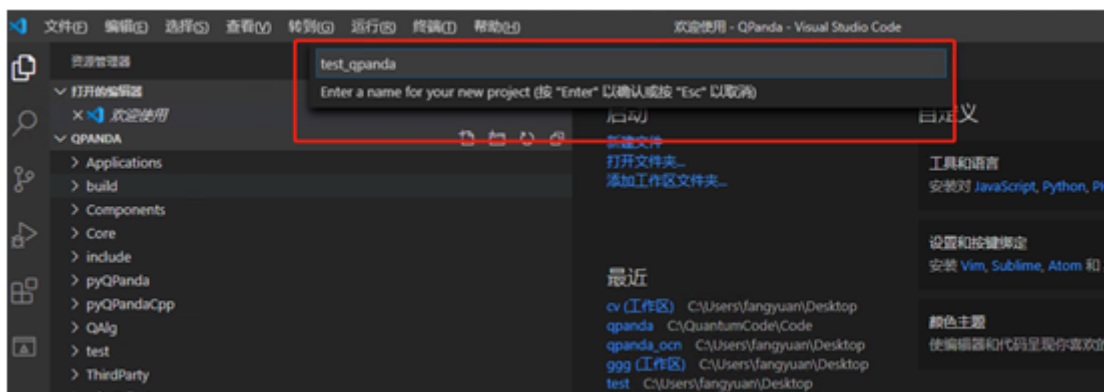 文件(F) 编辑(E) 选择(S) 查看(V) 转到(G) 运行(R) 终端(T) 帮助(H) 欢迎使用 - QPanda - Visual Studio Code
资源管理器
test_qpanda
Enter a name for your new project (按 "Enter" 以确认或按 "Esc" 以取消)
打开的编辑器
欢迎使用
QPANDA
Applications
build
Components
Core
include
pyQPanda
pyQPandaCpp
QAlg
test
ThirdParty
启动
新建文件
打开文件夹...
添加工作区文件夹...
最近
cv (工作区) C:\Users\fangyuan\Desktop
qpanda C:\QuantumCode\Code
qpanda_ocn C:\Users\fangyuan\Desktop
ggg (工作区) C:\Users\fangyuan\Desktop
test C:\Users\fangyuan\Desktop
自定义
工具和语言
安装对 JavaScript, Python,
设置和按键绑定
安装 Vim, Sublime, Atom 和
颜色主题
使编辑器和代码呈现你喜欢的